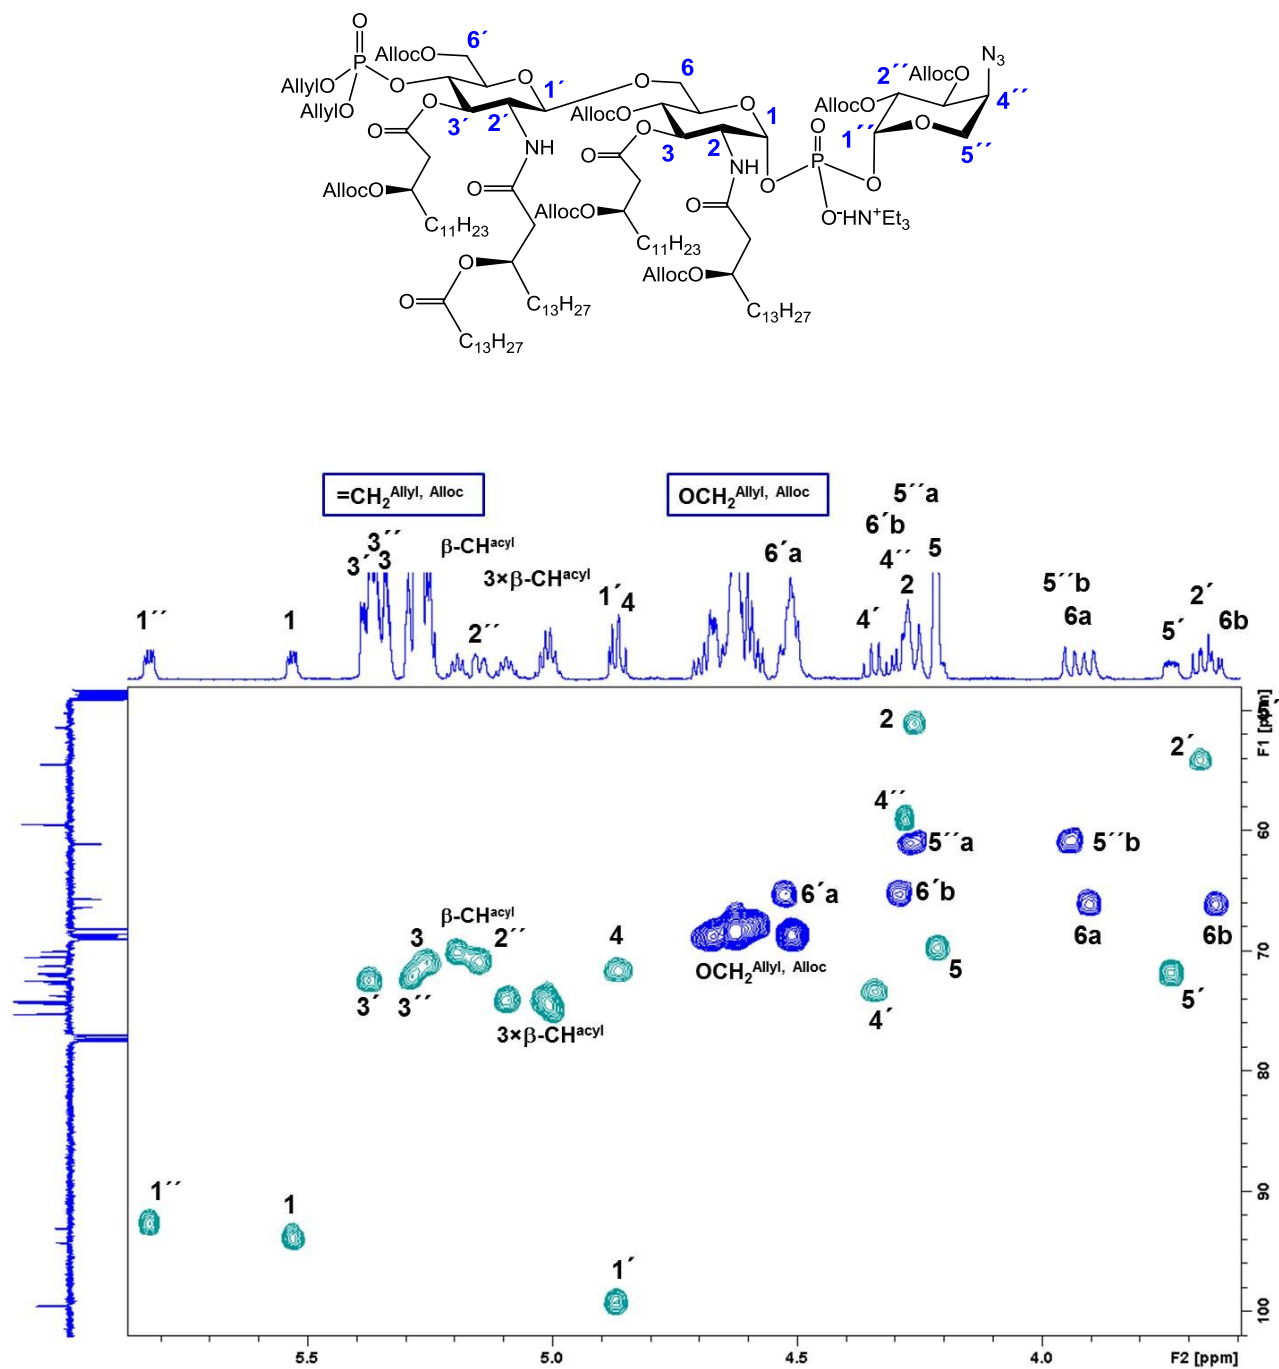 O
6´
AllocO
P
N₃
AllylO
O
O
1´
O
6
2´´
AllocO
AllylO
AllocO
O
1
AllocO
4´´
O
3´
2´
O
3
2
O
1´´
O
5´´
O
NH
O
NH
O
P
O
AllocO
O
AllocO
O
O⁻HN⁺Et₃
C₁₁H₂₃
C₁₁H₂₃
O
AllocO
O
C₁₃H₂₇
C₁₃H₂₇
C₁₃H₂₇
=CH₂ᴬˡˡʸˡ, ᴬˡˡᵒᶜ
OCH₂ᴬˡˡʸˡ, ᴬˡˡᵒᶜ
5´´a
6´b
3´´
3´ 3
β-CHᵃᶜʸˡ
6´a
4´´
5
3×β-CHᵃᶜʸˡ
2
5´´b
1´´
1
2´´
1´ 4
4´
6a
5´
2´
6b
2
2´
4´´
5´´a
5´´b
60
6´a
6´b
6a
6b
β-CHᵃᶜʸˡ
3
2´´
4
OCH₂ᴬˡˡʸˡ, ᴬˡˡᵒᶜ
5
70
3´
3´´
3×β-CHᵃᶜʸˡ
4´
5´
80
1´´
1
90
1´
100
5.5
5.0
4.5
4.0
F2 [ppm]